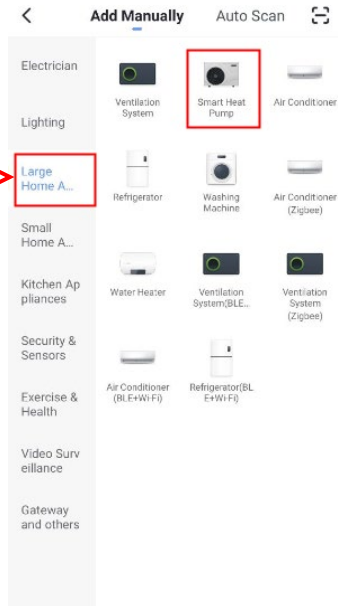 Add Manually
Auto Scan
Electrician
Lighting
Large
Home A...
Small
Home A...
Kitchen Ap
pliances
Security &
Sensors
Exercise &
Health
Video Surv
eillance
Gateway
and others
Ventilation
System
Smart Heat
Pump
Air Conditioner
Refrigerator
Washing
Machine
Air Conditioner
(Zigbee)
Water Heater
Ventilation
System(BLE...
Ventilation
System
(Zigbee)
Air Conditioner
(BLE+Wi-Fi)
Refrigerator(BL
E+Wi-Fi)